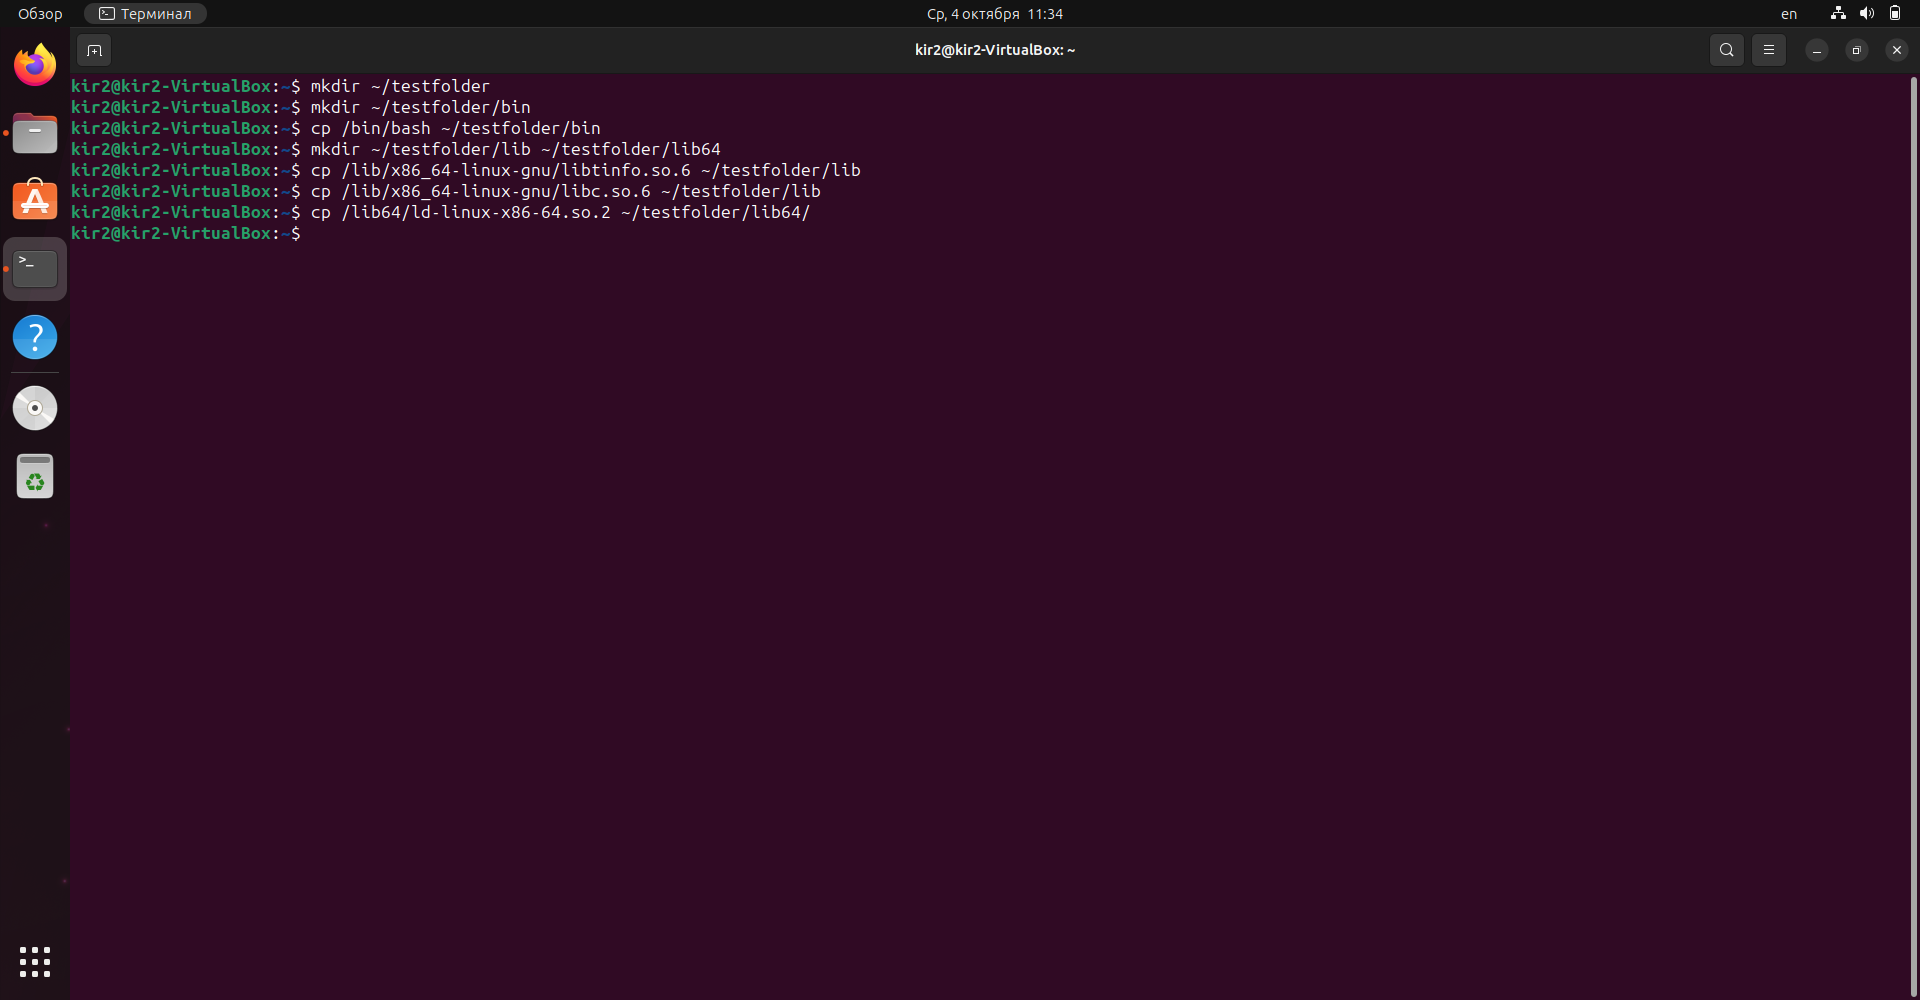 Обзор
Терминал
Ср, 4 октября 11:34
en
kir2@kir2-VirtualBox: ~
kir2@kir2-VirtualBox:~$ mkdir ~/testfolder
kir2@kir2-VirtualBox:~$ mkdir ~/testfolder/bin
kir2@kir2-VirtualBox:~$ cp /bin/bash ~/testfolder/bin
kir2@kir2-VirtualBox:~$ mkdir ~/testfolder/lib ~/testfolder/lib64
kir2@kir2-VirtualBox:~$ cp /lib/x86_64-linux-gnu/libtinfo.so.6 ~/testfolder/lib
kir2@kir2-VirtualBox:~$ cp /lib/x86_64-linux-gnu/libc.so.6 ~/testfolder/lib
kir2@kir2-VirtualBox:~$ cp /lib64/ld-linux-x86-64.so.2 ~/testfolder/lib64/
kir2@kir2-VirtualBox:~$